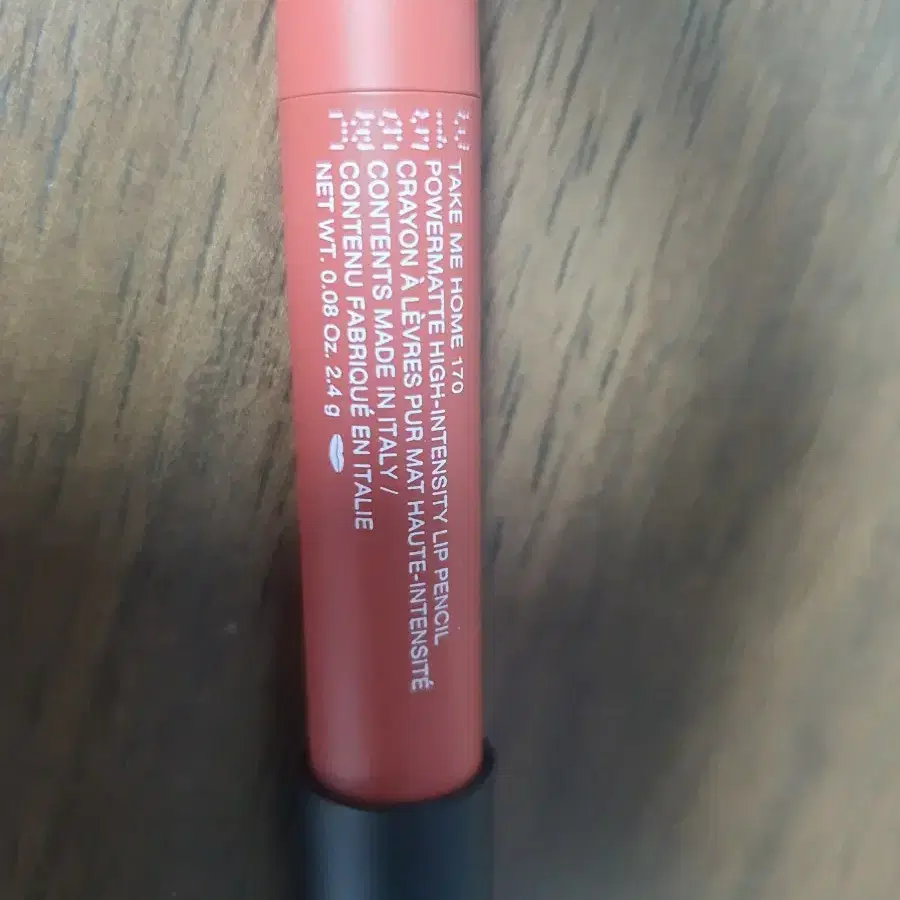 TAKE ME HOME 170
POWERMATTE HIGH-INTENSITY LIP PENCIL
CRAYON À LÈVRES PUR MAT HAUTE-INTENSITÉ
CONTENTS MADE IN ITALY /
CONTENU FABRIQUÉ EN ITALIE
NET WT. 0.08 Oz. 2.4 g